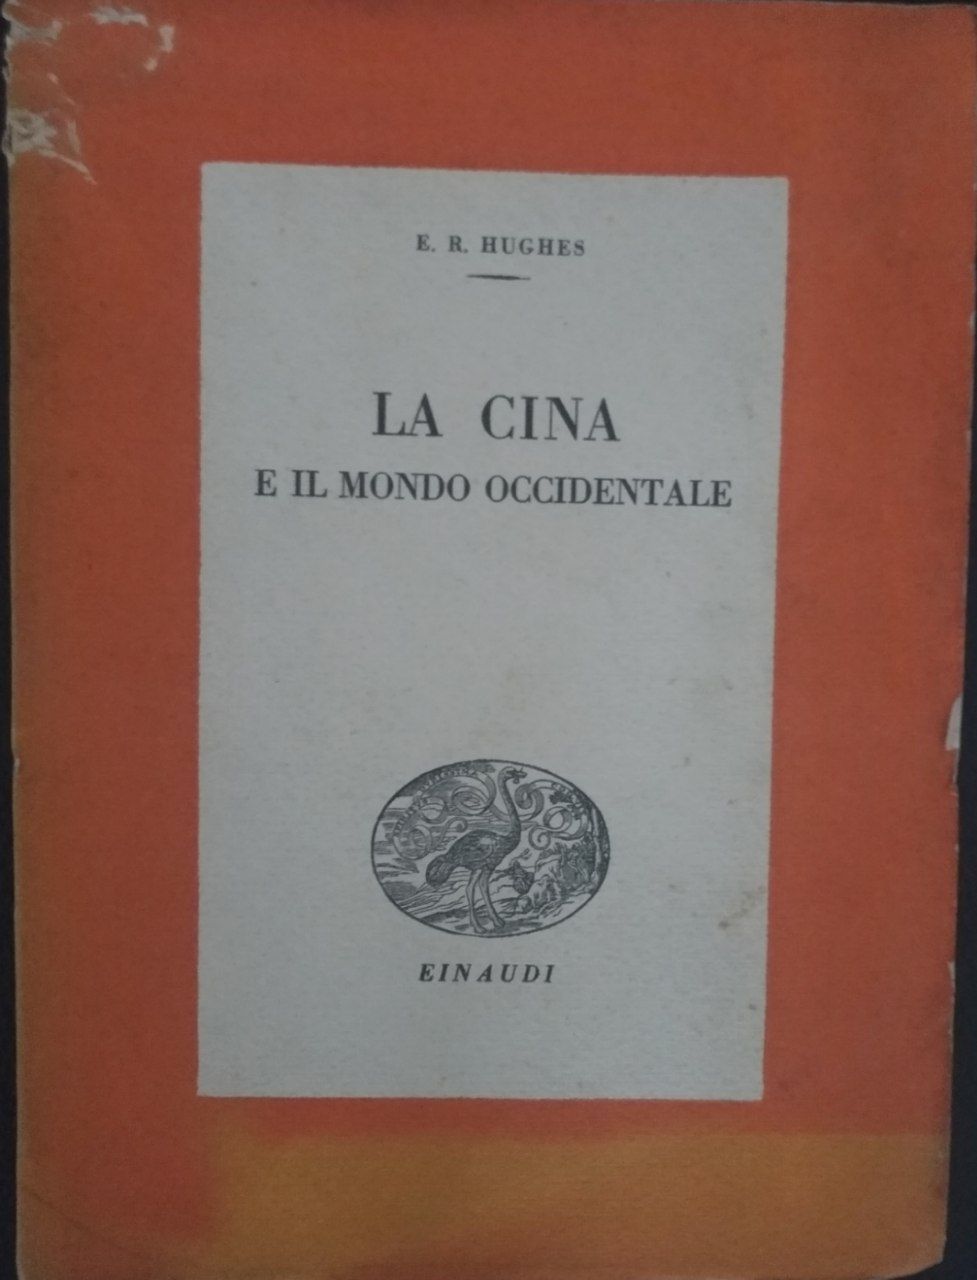 E. R. HUGHES
LA CINA
E IL MONDO OCCIDENTALE
EINAUDI